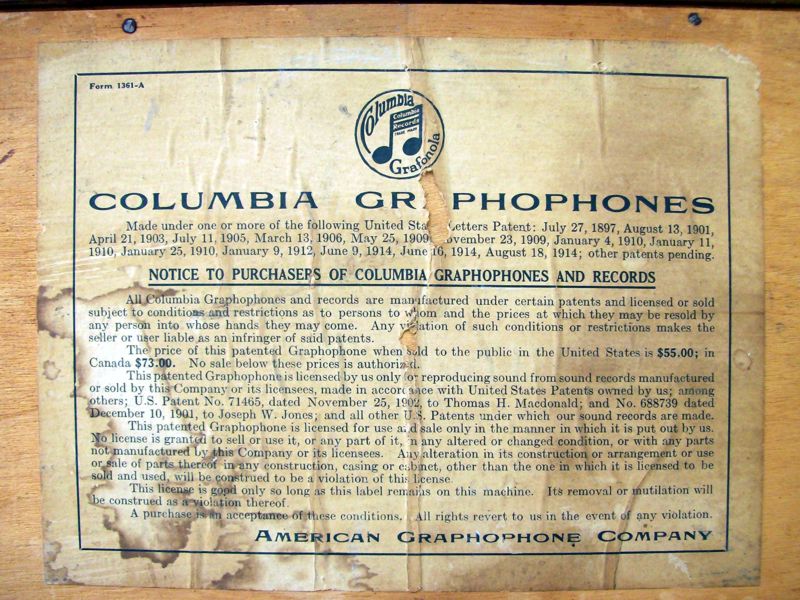 Form 1361-A
Columbia
Columbia
Records
TRADE MARK
Grafonola
COLUMBIA GR PHOPHONES
Made under one or more of the following United Sta Letters Patent: July 27, 1897, August 13, 1901,
April 21, 1903, July 11, 1905, March 13, 1906, May 25, 1909 ovember 23, 1909, January 4, 1910, January 11,
1910, January 25, 1910, January 9, 1912, June 9, 1914, June 16, 1914, August 18, 1914; other patents pending.
NOTICE TO PURCHASERS OF COLUMBIA GRAPHOPHONES AND RECORDS
All Columbia Graphophones and records are manufactured under certain patents and licensed or sold
subject to conditions and restrictions as to persons to whom and the prices at which they may be resold by
any person into whose hands they may come. Any violation of such conditions or restrictions makes the
seller or user liable as an infringer of said patents.
The price of this patented Graphophone when sold to the public in the United States is $55.00; in
Canada $73.00. No sale below these prices is authorized.
This patented Graphophone is licensed by us only for reproducing sound from sound records manufactured
or sold by this Company or its licensees, made in accordance with United States Patents owned by us; among
others; U.S. Patent No. 71465, dated November 25, 1902, to Thomas H. Macdonald; and No. 688739 dated
December 10, 1901, to Joseph W. Jones; and all other U.S. Patents under which our sound records are made.
This patented Graphophone is licensed for use and sale only in the manner in which it is put out by us.
No license is granted to sell or use it, or any part of it, in any altered or changed condition, or with any parts
not manufactured by this Company or its licensees. Any alteration in its construction or arrangement or use
or sale of parts thereof in any construction, casing or cabinet, other than the one in which it is licensed to be
sold and used, will be construed to be a violation of this license.
This license is good only so long as this label remains on this machine. Its removal or mutilation will
be construed as a violation thereof.
A purchase is an acceptance of these conditions. All rights revert to us in the event of any violation.
AMERICAN GRAPHOPHONE COMPANY